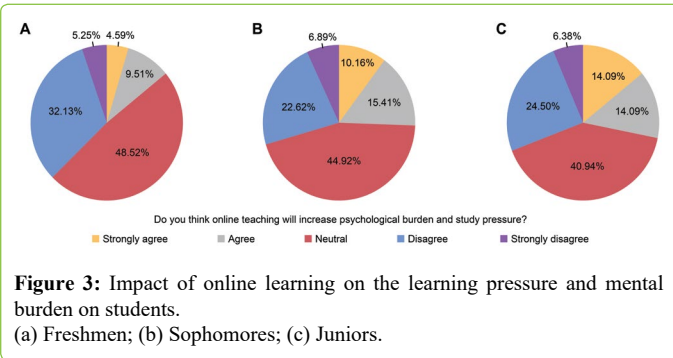 A
B
C
5.25%
4.59%
9.51%
32.13%
48.52%
6.89%
10.16%
15.41%
22.62%
44.92%
6.38%
14.09%
14.09%
24.50%
40.94%
Do you think online teaching will increase psychological burden and study pressure?
Strongly agree Agree Neutral Disagree Strongly disagree
Figure 3: Impact of online learning on the learning pressure and mental
burden on students.
(a) Freshmen; (b) Sophomores; (c) Juniors.